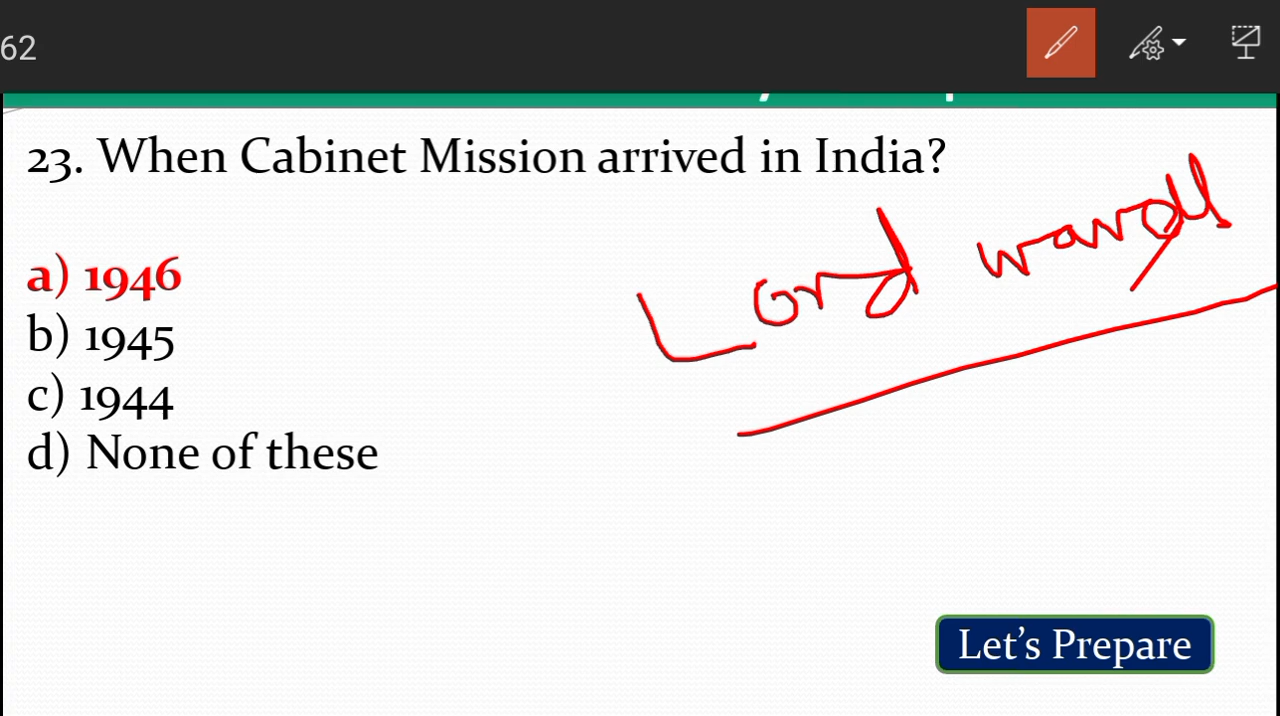 62
23. When Cabinet Mission arrived in India?
Lord wavell
a) 1946
b) 1945
c) 1944
d) None of these
Let's Prepare